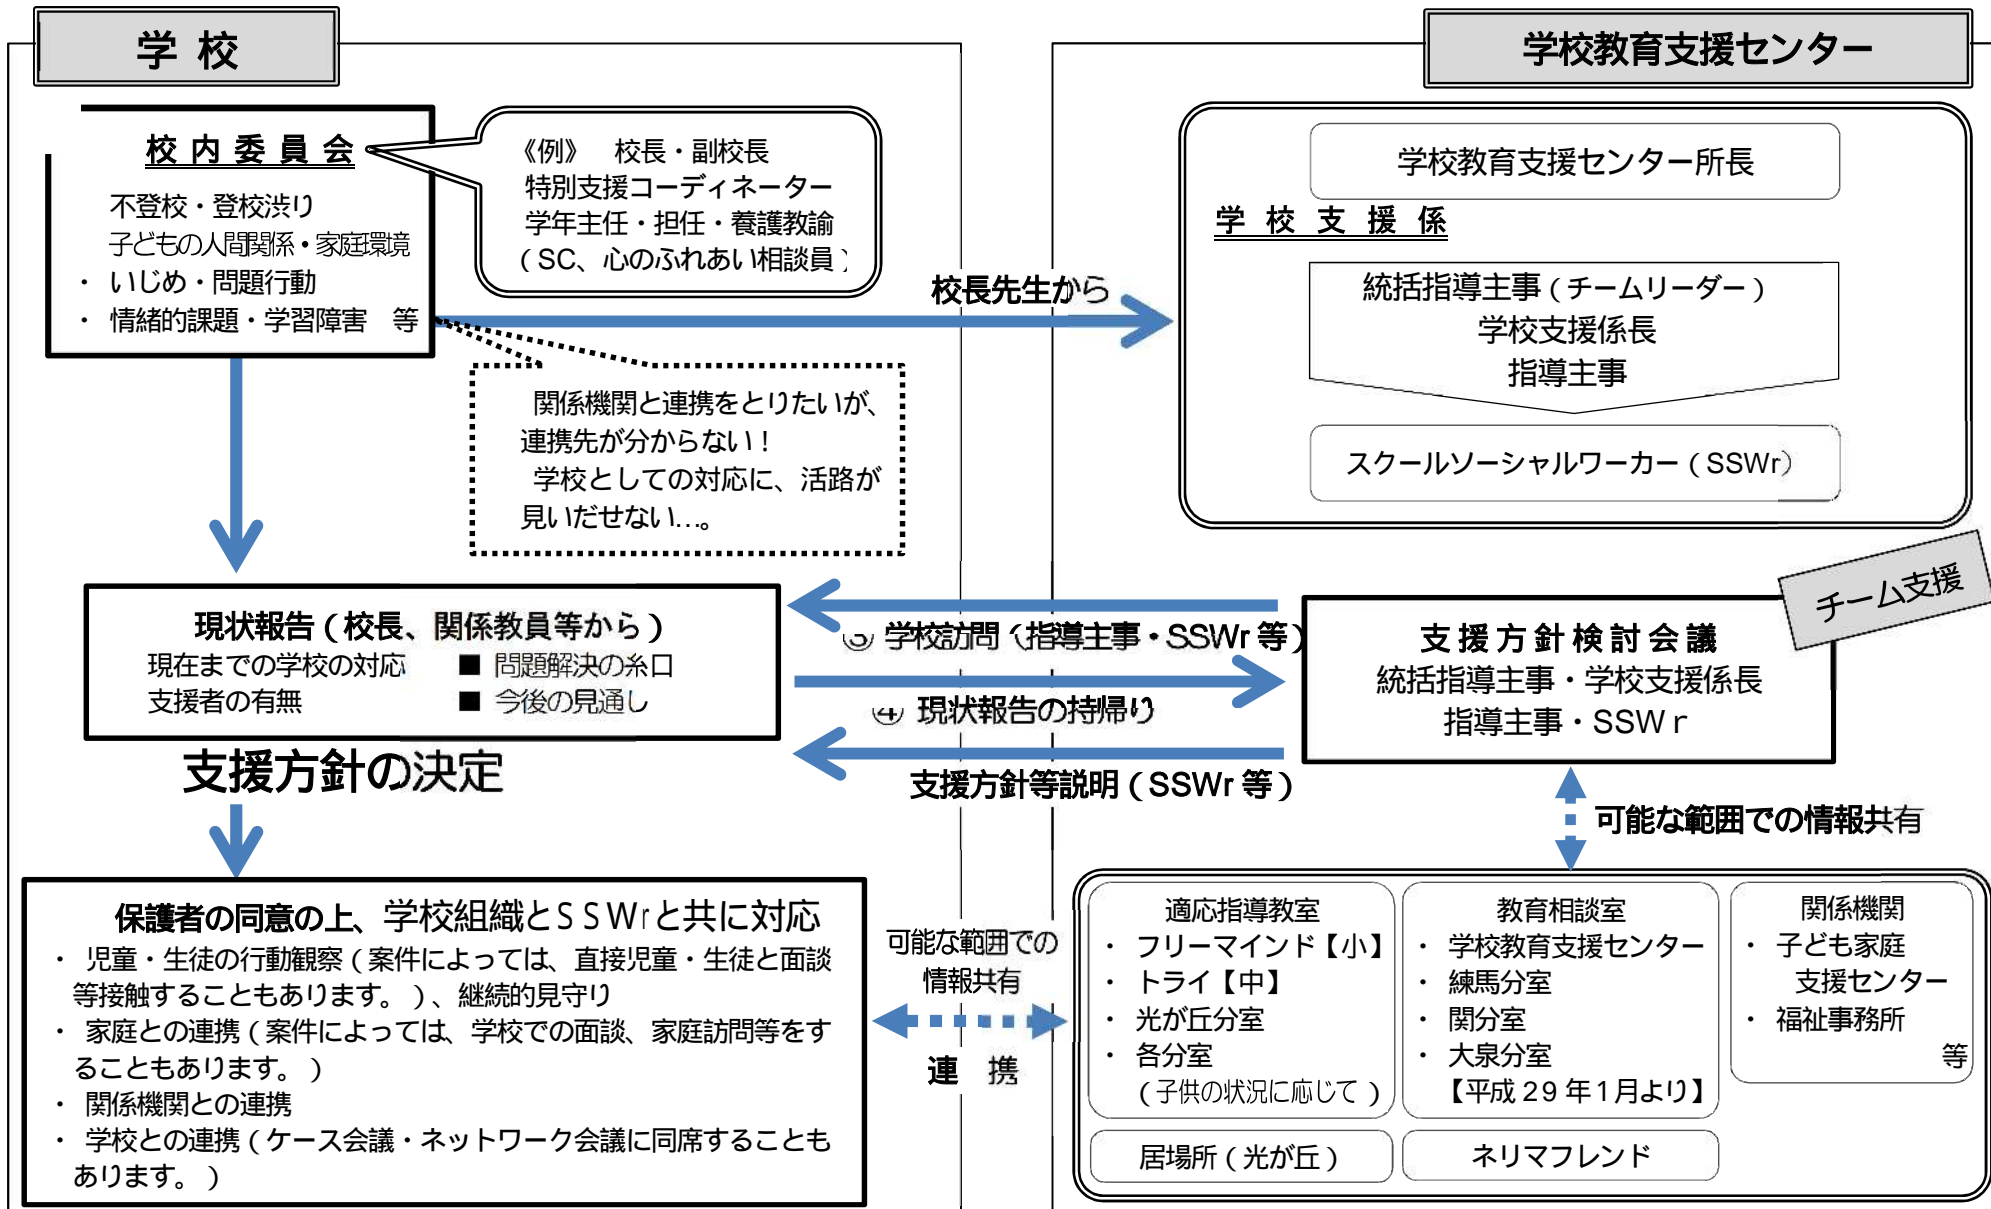 学 校
校 内 委 員 会
不登校・登校渋り
子どもの人間関係・家庭環境
・ いじめ・問題行動
・ 情緒的課題・学習障害 等
《例》 校長・副校長
特別支援コーディネーター
学年主任・担任・養護教諭
（SC、心のふれあい相談員）
校長先生から
関係機関と連携をとりたいが、
連携先が分からない！
学校としての対応に、活路が
見いだせない…。
学校教育支援センター
学校教育支援センター所長
学 校 支 援 係
統括指導主事（チームリーダー）
学校支援係長
指導主事
スクールソーシャルワーカー（SSWr）
現状報告（校長、関係教員等から）
現在までの学校の対応 ■ 問題解決の糸口
支援者の有無 ■ 今後の見通し
支援方針の決定
③ 学校訪問（指導主事・SSWr 等）
④ 現状報告の持帰り
支援方針等説明（SSWr 等）
チーム支援
支援方針検討会議
統括指導主事・学校支援係長
指導主事・SSWｒ
可能な範囲での情報共有
保護者の同意の上、学校組織とＳＳWrと共に対応
・ 児童・生徒の行動観察（案件によっては、直接児童・生徒と面談
等接触することもあります。）、継続的見守り
・ 家庭との連携（案件によっては、学校での面談、家庭訪問等をす
ることもあります。）
・ 関係機関との連携
・ 学校との連携（ケース会議・ネットワーク会議に同席することも
あります。）
可能な範囲での
情報共有
連 携
適応指導教室
・ フリーマインド【小】
・ トライ【中】
・ 光が丘分室
・ 各分室
（子供の状況に応じて）
居場所（光が丘）
教育相談室
・ 学校教育支援センター
・ 練馬分室
・ 関分室
・ 大泉分室
【平成 29 年 1 月より】
ネリマフレンド
関係機関
・ 子ども家庭
支援センター
・ 福祉事務所
等